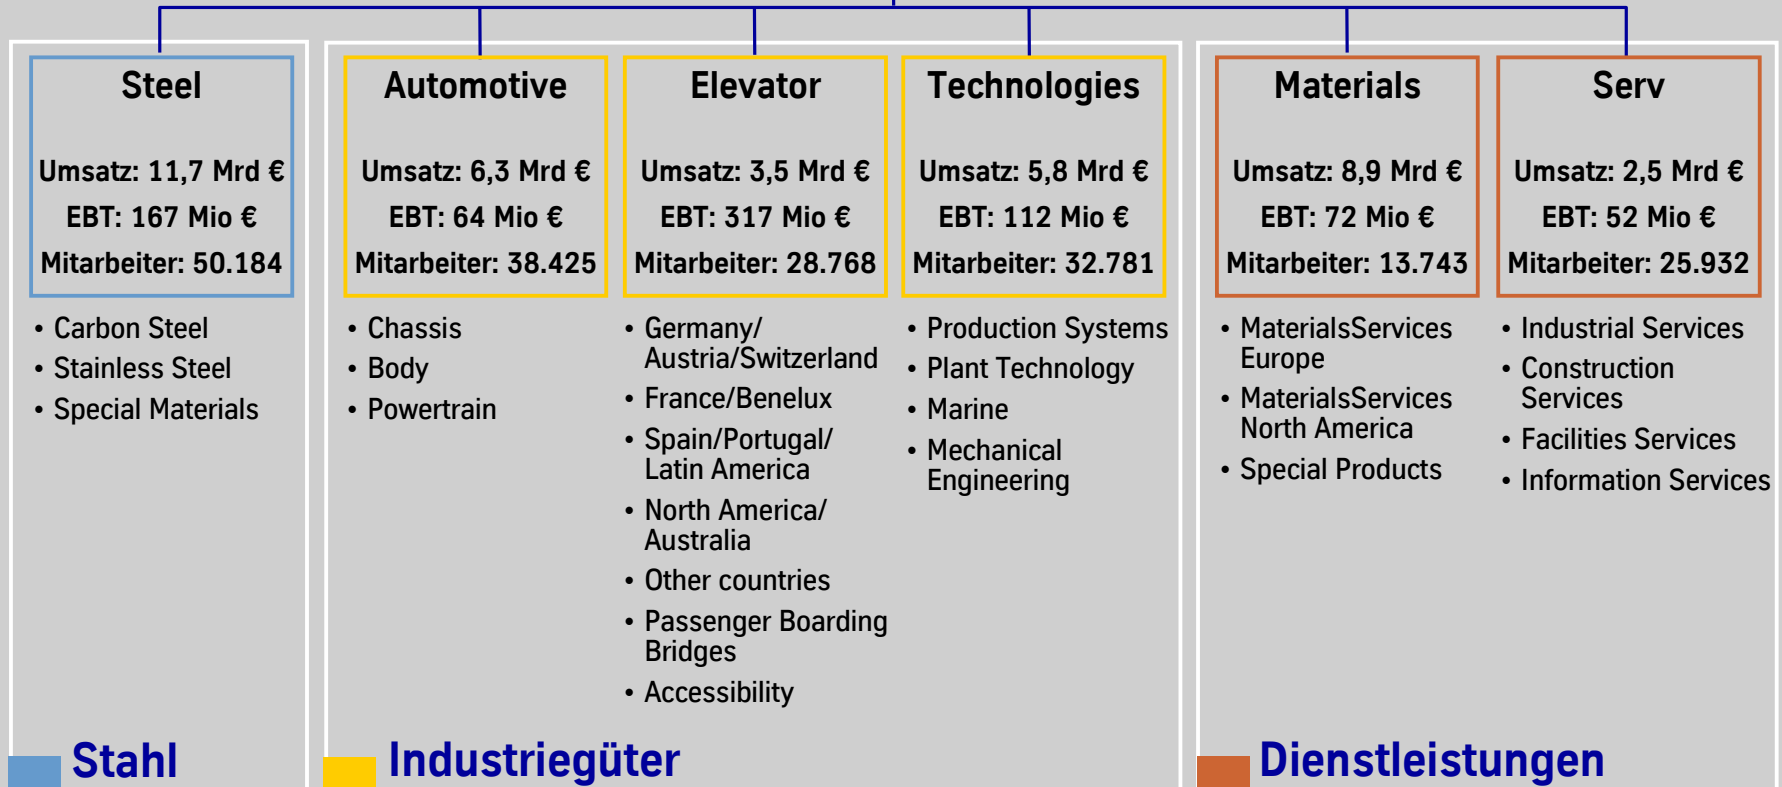 Steel
Umsatz: 11,7 Mrd €
EBT: 167 Mio €
Mitarbeiter: 50.184
• Carbon Steel
• Stainless Steel
• Special Materials
Stahl
Automotive
Umsatz: 6,3 Mrd €
EBT: 64 Mio €
Mitarbeiter: 38.425
• Chassis
• Body
• Powertrain
Elevator
Umsatz: 3,5 Mrd €
EBT: 317 Mio €
Mitarbeiter: 28.768
• Germany/
Austria/Switzerland
• France/Benelux
• Spain/Portugal/
Latin America
• North America/
Australia
• Other countries
• Passenger Boarding
Bridges
• Accessibility
Technologies
Umsatz: 5,8 Mrd €
EBT: 112 Mio €
Mitarbeiter: 32.781
• Production Systems
• Plant Technology
• Marine
• Mechanical
Engineering
Industriegüter
Materials
Umsatz: 8,9 Mrd €
EBT: 72 Mio €
Mitarbeiter: 13.743
• MaterialsServices
Europe
• MaterialsServices
North America
• Special Products
Serv
Umsatz: 2,5 Mrd €
EBT: 52 Mio €
Mitarbeiter: 25.932
• Industrial Services
• Construction
Services
• Facilities Services
• Information Services
Dienstleistungen